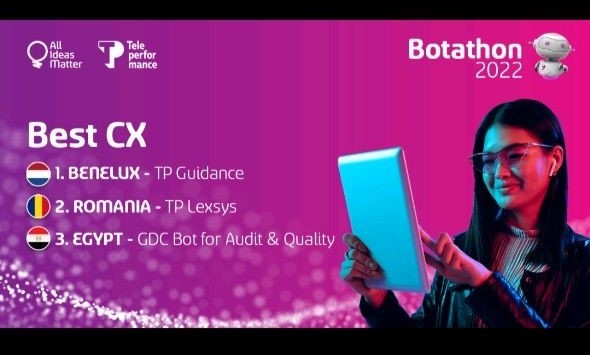 All
Ideas
Matter
Tele
perfor
mance
Botathon
2022
Best CX
1. BENELUX - TP Guidance
2. ROMANIA - TP Lexsys
3. EGYPT - GDC Bot for Audit & Quality